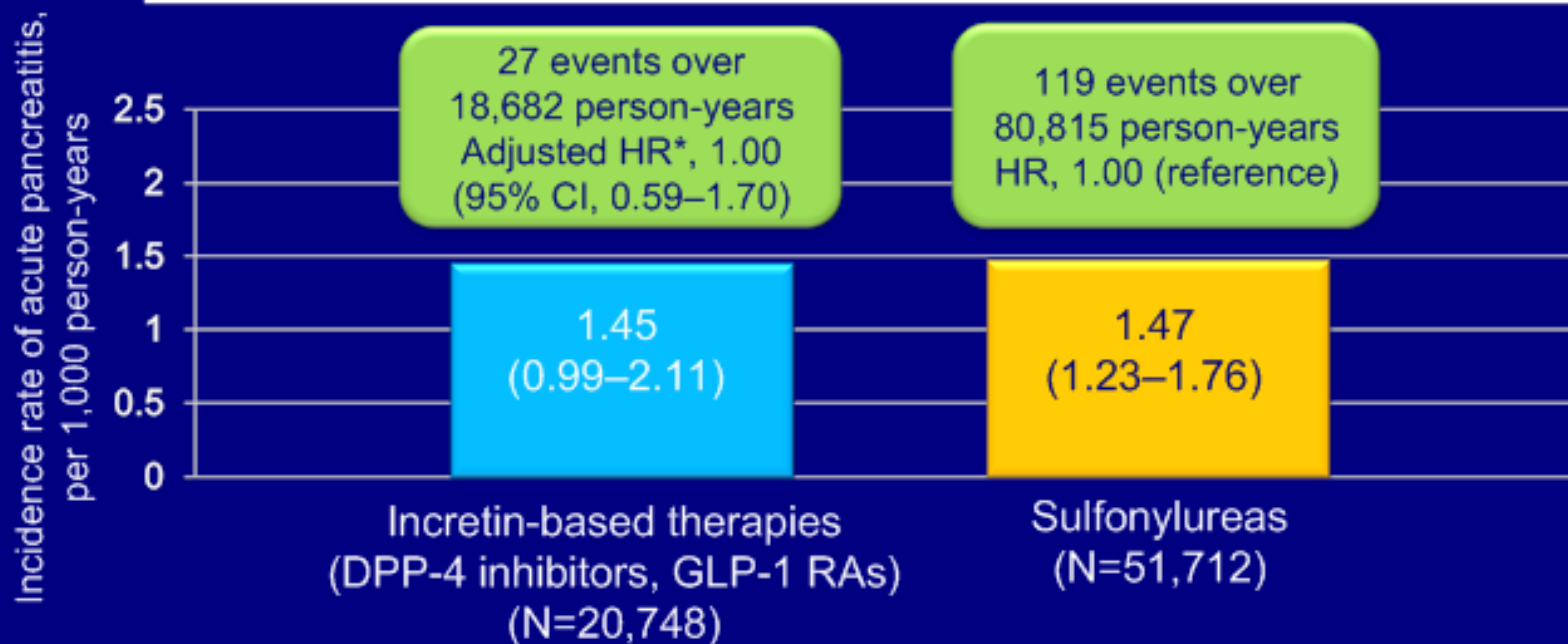 Incidence rate of acute pancreatitis,
per 1,000 person-years
2.5
2
1.5
1
0.5
0
27 events over
18,682 person-years
Adjusted HR*, 1.00
(95% CI, 0.59–1.70)
119 events over
80,815 person-years
HR, 1.00 (reference)
1.45
(0.99–2.11)
1.47
(1.23–1.76)
Incretin-based therapies
(DPP-4 inhibitors, GLP-1 RAs)
(N=20,748)
Sulfonylureas
(N=51,712)